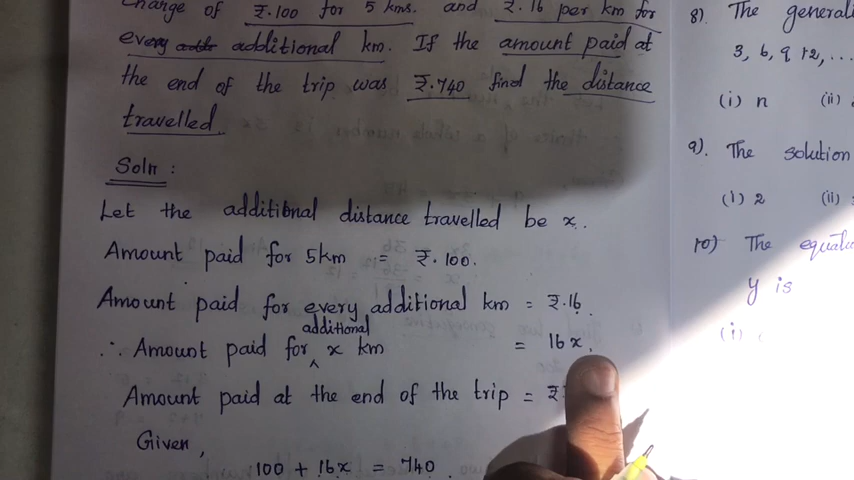 Charge of ₹.100 for 5 kms. and ₹.16 per km for
every additional km. If the amount paid at
the end of the trip was ₹.740 find the distance
travelled.
Soln :
Let the additional distance travelled be x.
Amount paid for 5km = ₹.100.
Amount paid for every additional km = ₹.16.
additional
∴ Amount paid for ^ x km = 16x.
Amount paid at the end of the trip = ₹
Given,
100 + 16x = 740.
8). The general
3, 6, 9 12, ...
(i) n (ii)
9). The solution
(i) 2 (ii)
10) The equat
y is
(i)